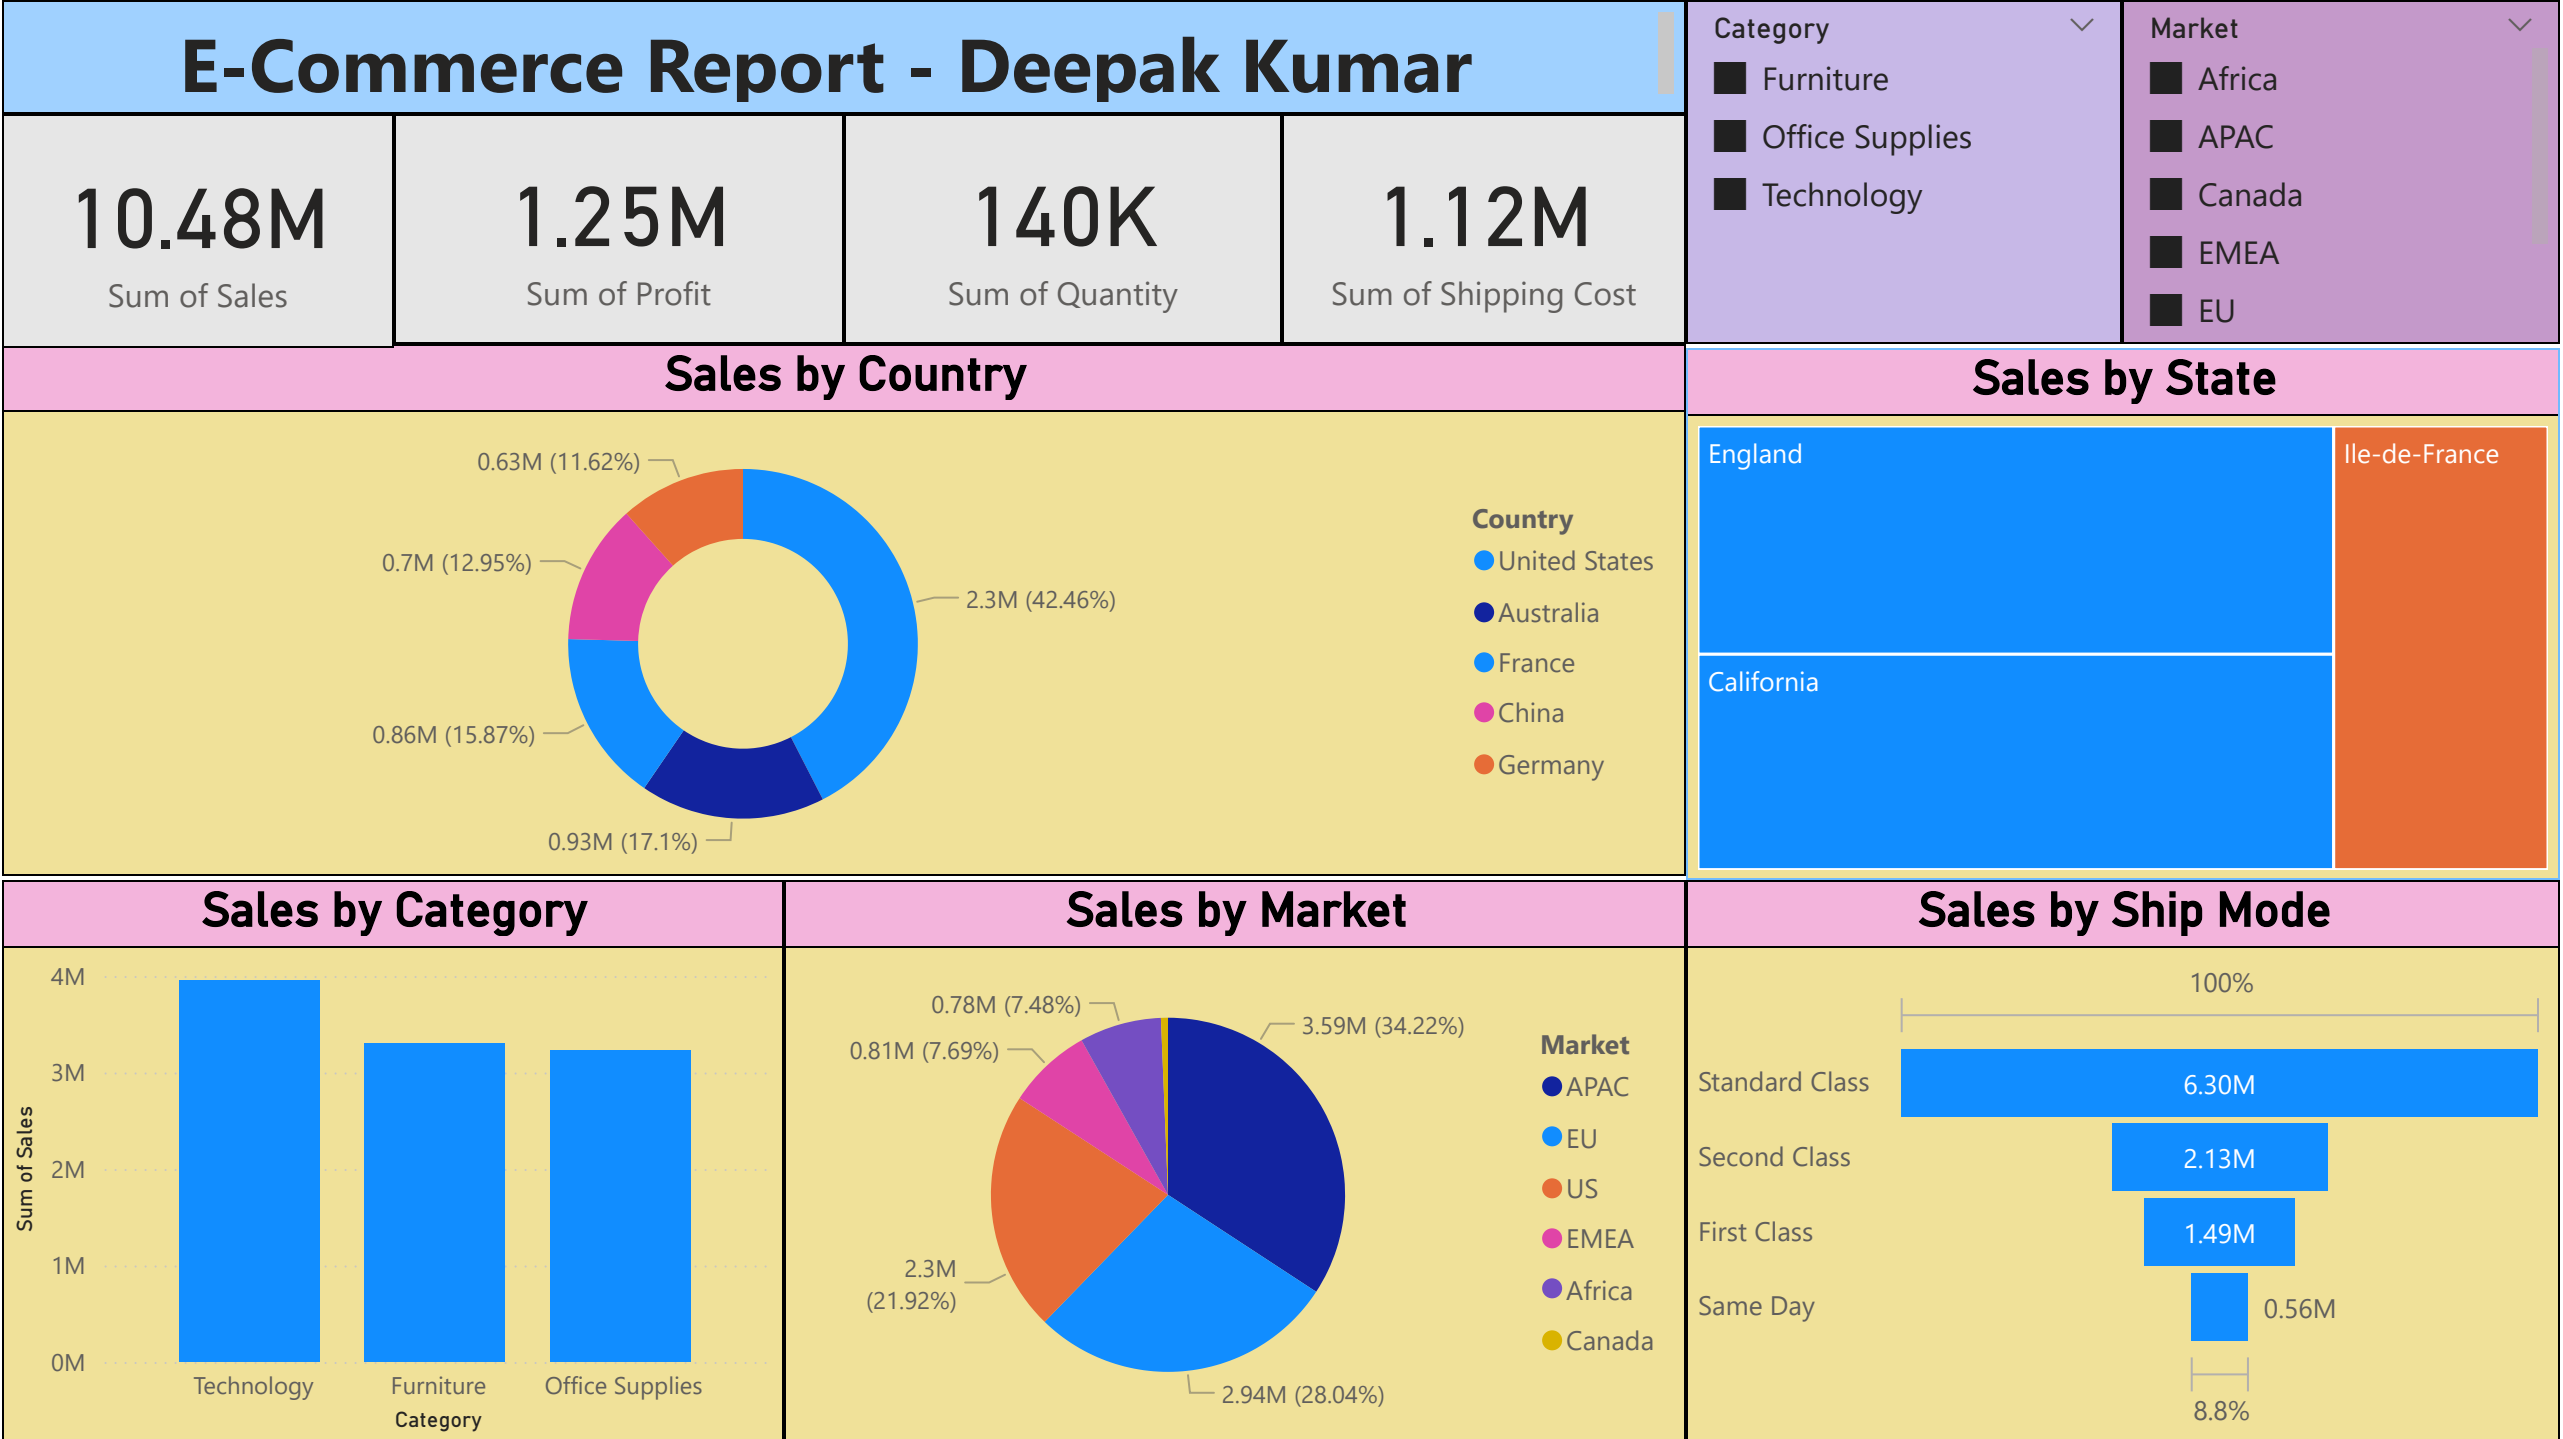 E-Commerce Report - Deepak Kumar
Category
Furniture
Office Supplies
Technology
Market
Africa
APAC
Canada
EMEA
EU
10.48M
Sum of Sales
1.25M
Sum of Profit
140K
Sum of Quantity
1.12M
Sum of Shipping Cost
Sales by Country
0.63M (11.62%)
0.7M (12.95%)
2.3M (42.46%)
0.86M (15.87%)
0.93M (17.1%)
Country
United States
Australia
France
China
Germany
Sales by State
England
Ile-de-France
California
Sales by Category
4M
3M
2M
1M
0M
Sum of Sales
Technology
Furniture
Office Supplies
Category
Sales by Market
0.78M (7.48%)
3.59M (34.22%)
0.81M (7.69%)
2.3M
(21.92%)
2.94M (28.04%)
Market
APAC
EU
US
EMEA
Africa
Canada
Sales by Ship Mode
100%
Standard Class
6.30M
Second Class
2.13M
First Class
1.49M
Same Day
0.56M
8.8%